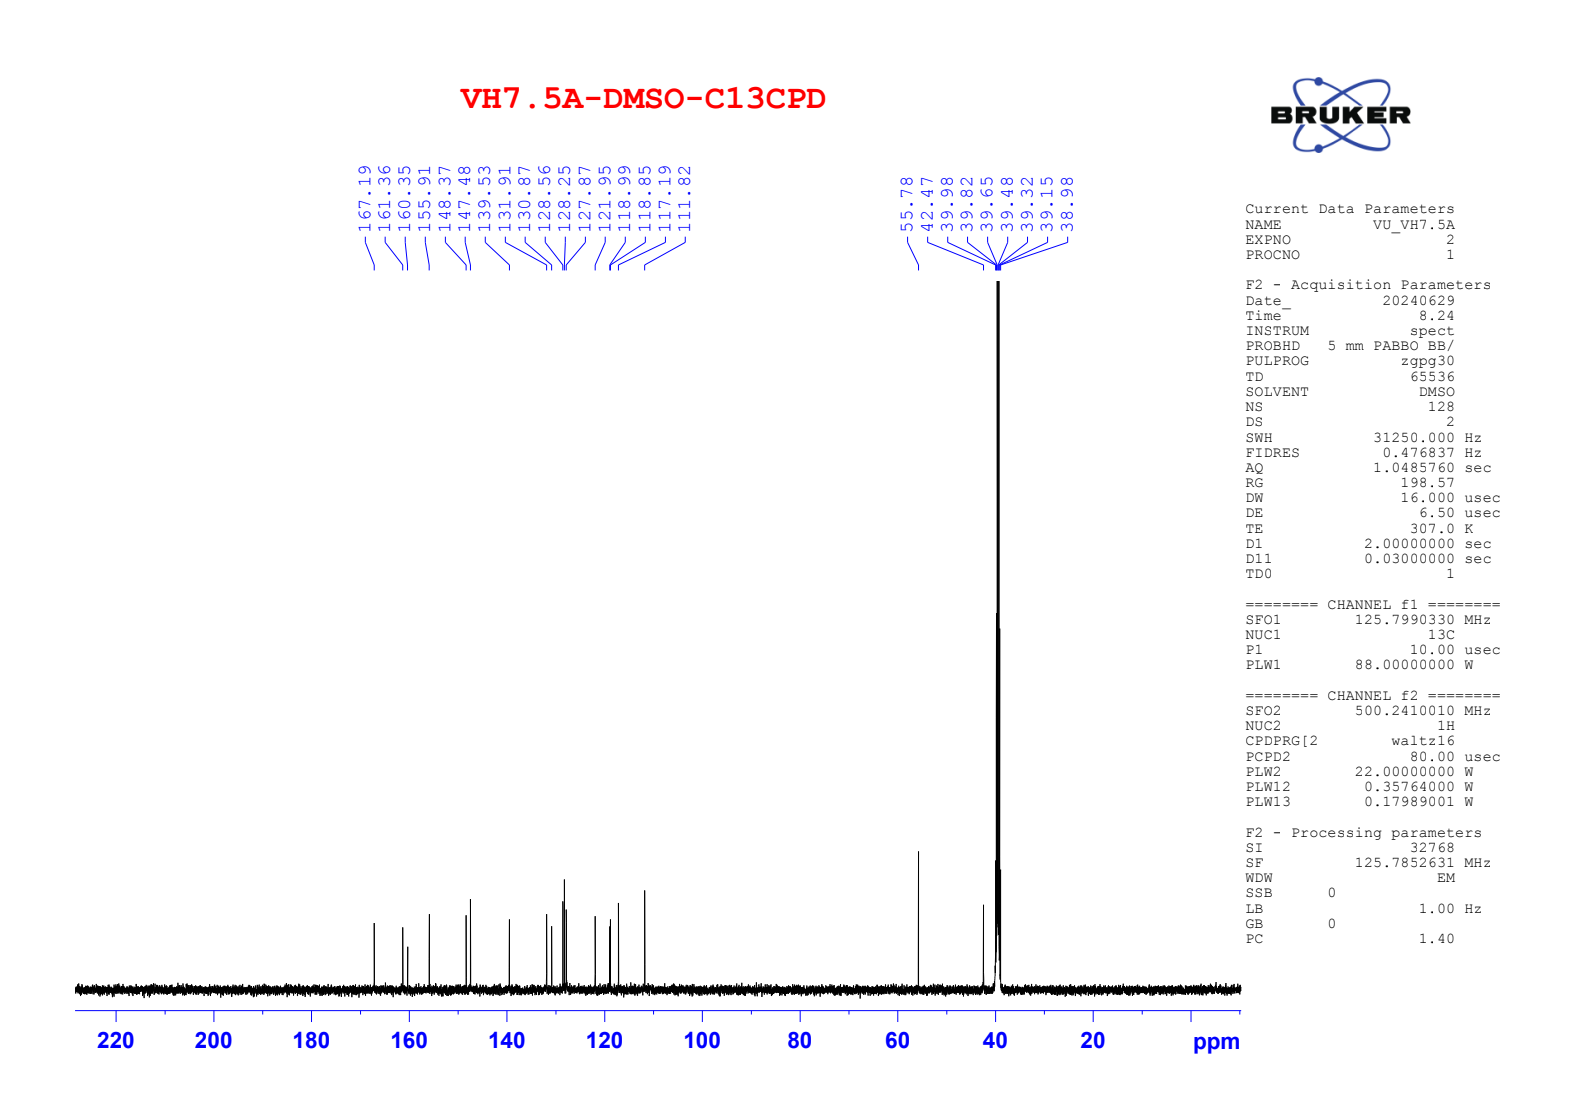 VH7.5A-DMSO-C13CPD
BRUKER
167.19
161.36
160.35
155.91
148.37
147.48
139.53
131.91
130.87
128.56
128.25
127.87
121.95
118.99
118.85
117.19
111.82
55.78
42.47
39.98
39.82
39.65
39.48
39.32
39.15
38.98
Current Data Parameters
NAME VU_VH7.5A
EXPNO 2
PROCNO 1
F2 - Acquisition Parameters
Date_ 20240629
Time 8.24
INSTRUM spect
PROBHD 5 mm PABBO BB/
PULPROG zgpg30
TD 65536
SOLVENT DMSO
NS 128
DS 2
SWH 31250.000 Hz
FIDRES 0.476837 Hz
AQ 1.0485760 sec
RG 198.57
DW 16.000 usec
DE 6.50 usec
TE 307.0 K
D1 2.00000000 sec
D11 0.03000000 sec
TD0 1
======== CHANNEL f1 ========
SFO1 125.7990330 MHz
NUC1 13C
P1 10.00 usec
PLW1 88.00000000 W
======== CHANNEL f2 ========
SFO2 500.2410010 MHz
NUC2 1H
CPDPRG[2 waltz16
PCPD2 80.00 usec
PLW2 22.00000000 W
PLW12 0.35764000 W
PLW13 0.17989001 W
F2 - Processing parameters
SI 32768
SF 125.7852631 MHz
WDW EM
SSB 0
LB 1.00 Hz
GB 0
PC 1.40
220 200 180 160 140 120 100 80 60 40 20 ppm